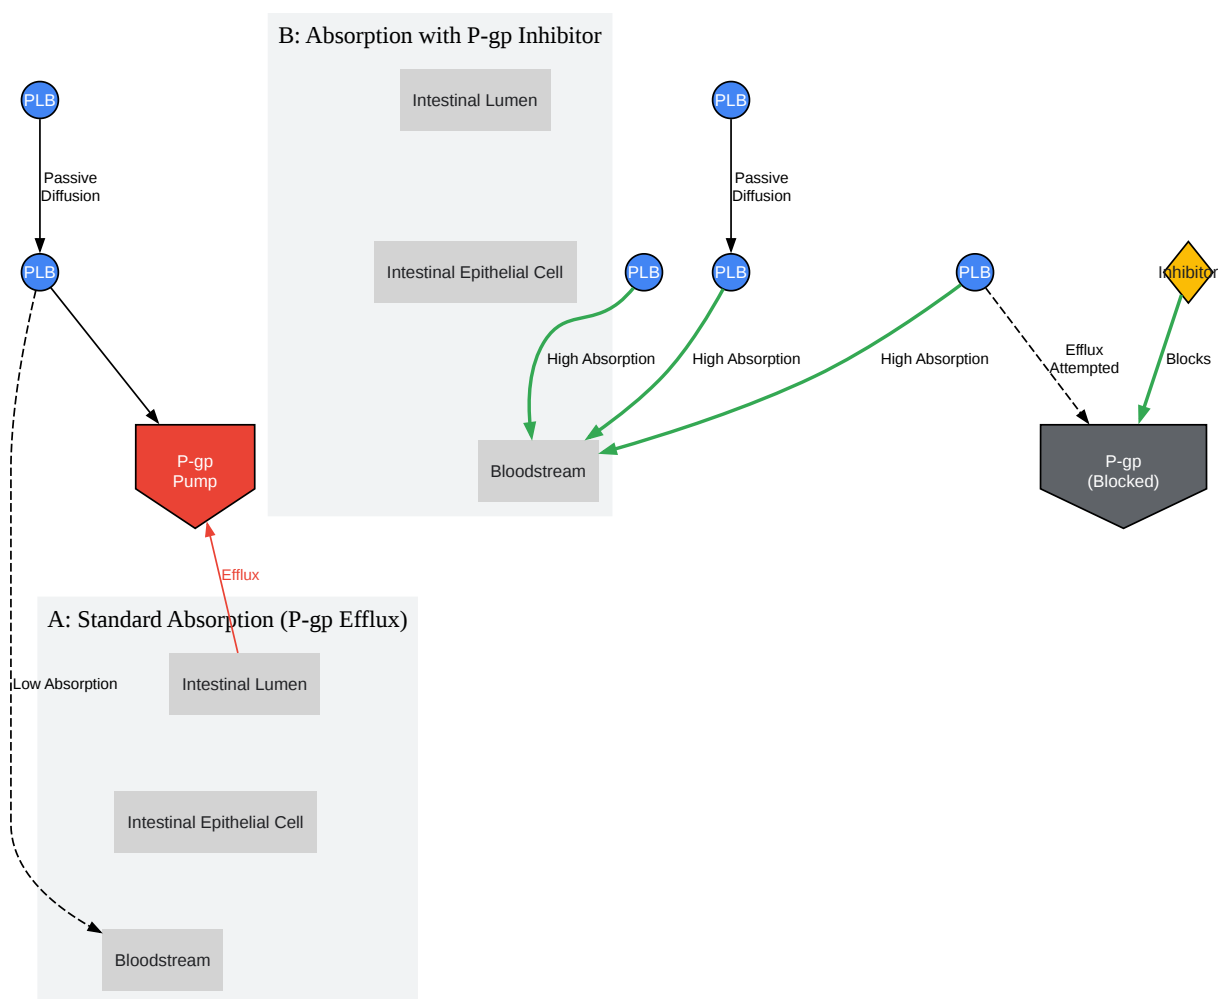 B: Absorption with P-gp Inhibitor
Intestinal Lumen
PLB
PLB
Passive
Diffusion
Passive
Diffusion
PLB
Intestinal Epithelial Cell
PLB
PLB
PLB
Inhibitor
High Absorption
High Absorption
High Absorption
Efflux
Attempted
Blocks
P-gp
Pump
Bloodstream
P-gp
(Blocked)
Efflux
A: Standard Absorption (P-gp Efflux)
Intestinal Lumen
Low Absorption
Intestinal Epithelial Cell
Bloodstream